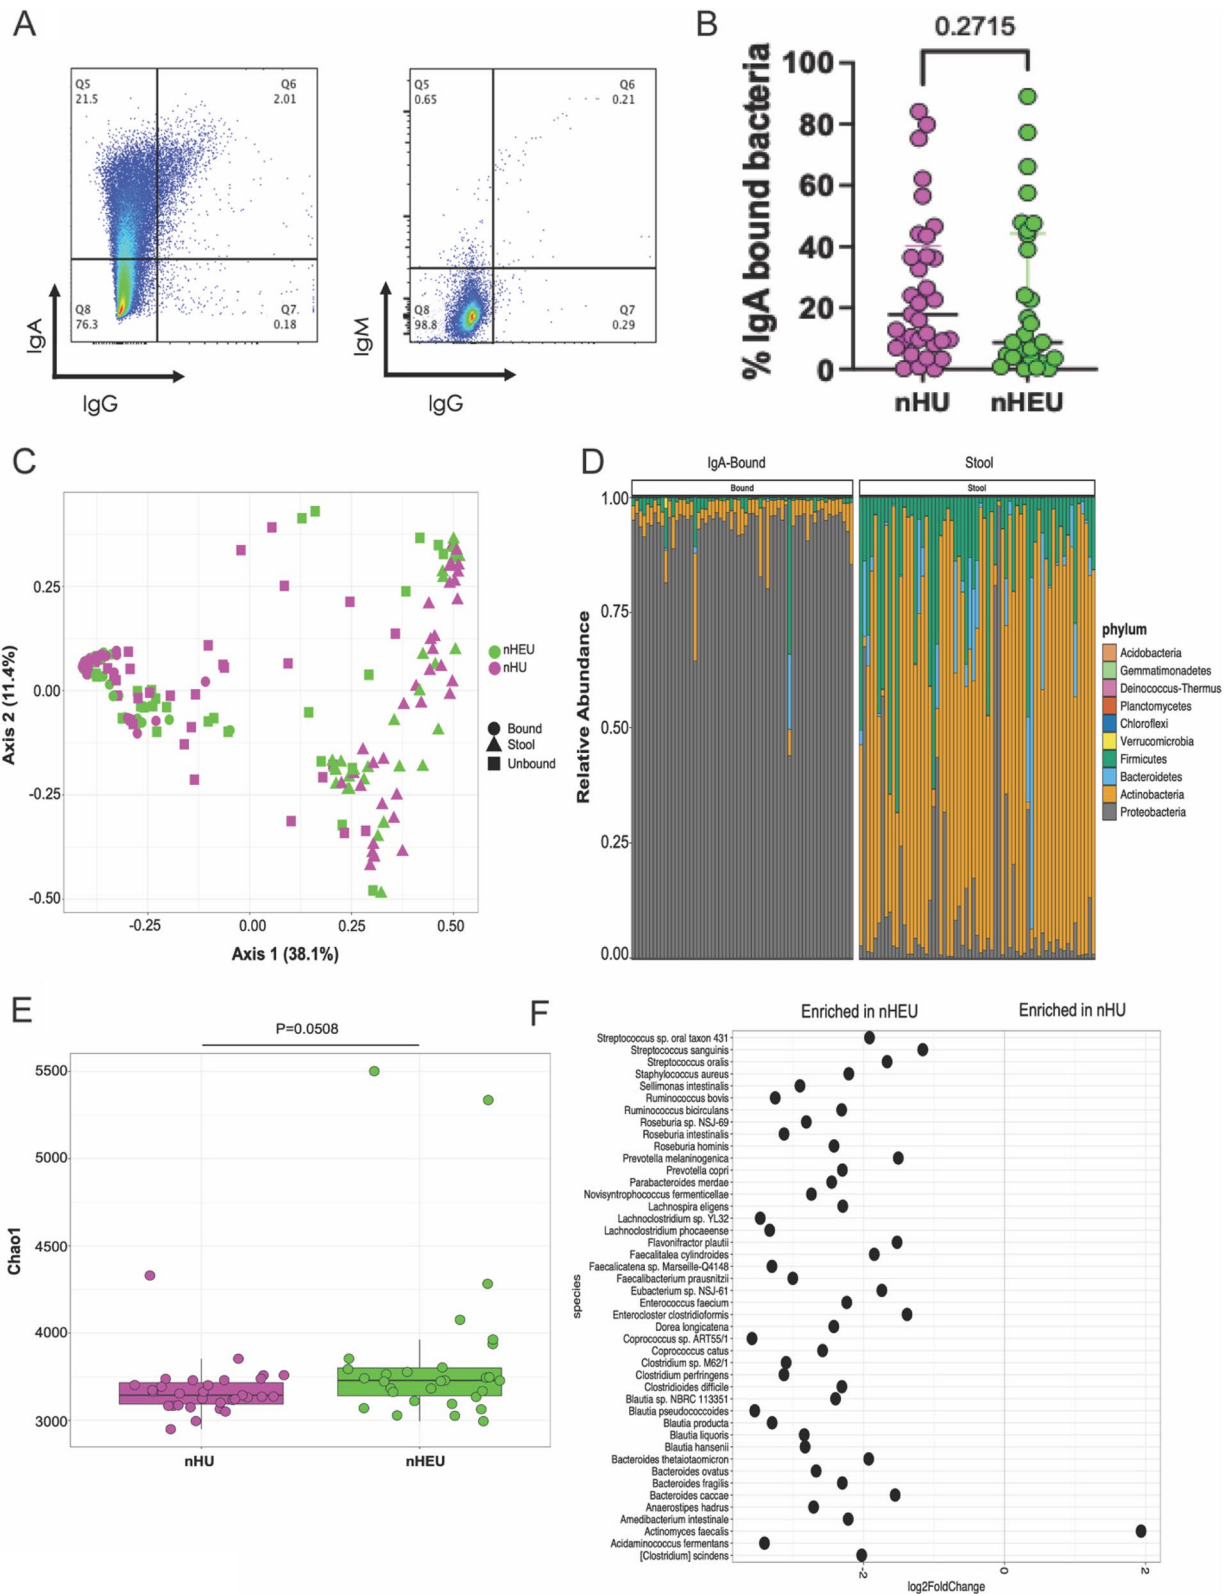 A
Q5
21.5
Q6
2.01
Q8
76.3
Q7
0.18
IgA
IgG
Q5
0.65
Q6
0.21
Q8
98.8
Q7
0.29
IgM
IgG
B
0.2715
% IgA bound bacteria
100
80
60
40
20
0
nHU
nHEU
C
Axis 2 (11.4%)
0.25
0.00
-0.25
-0.50
-0.25
0.00
0.25
0.50
Axis 1 (38.1%)
nHEU
nHU
Bound
Stool
Unbound
D
IgA-Bound
Stool
Bound
Stool
Relative Abundance
1.00
0.75
0.50
0.25
0.00
phylum
Acidobacteria
Gemmatimonadetes
Deinococcus-Thermus
Planctomycetes
Chloroflexi
Verrucomicrobia
Firmicutes
Bacteroidetes
Actinobacteria
Proteobacteria
E
P=0.0508
Chao1
5500
5000
4500
4000
3500
3000
nHU
nHEU
F
Enriched in nHEU
Enriched in nHU
species
Streptococcus sp. oral taxon 431
Streptococcus sanguinis
Streptococcus oralis
Staphylococcus aureus
Sellimonas intestinalis
Ruminococcus bovis
Ruminococcus bicirculans
Roseburia sp. NSJ-69
Roseburia intestinalis
Roseburia hominis
Prevotella melaninogenica
Prevotella copri
Parabacteroides merdae
Novisyntrophococcus fermenticellae
Lachnospira eligens
Lachnoclostridium sp. YL32
Lachnoclostridium phocaeense
Flavonifractor plautii
Faecalitalea cylindroides
Faecalicatena sp. Marseille-Q4148
Faecalibacterium prausnitzii
Eubacterium sp. NSJ-61
Enterococcus faecium
Enterocloster clostridioformis
Dorea longicatena
Coprococcus sp. ART55/1
Coprococcus catus
Clostridium sp. M62/1
Clostridium perfringens
Clostridioides difficile
Blautia sp. NBRC 113351
Blautia pseudococcoides
Blautia producta
Blautia liquoris
Blautia hansenii
Bacteroides thetaiotaomicron
Bacteroides ovatus
Bacteroides fragilis
Bacteroides caccae
Anaerostipes hadrus
Amedibacterium intestinale
Actinomyces faecalis
Acidaminococcus fermentans
[Clostridium] scindens
-2
0
2
log2FoldChange